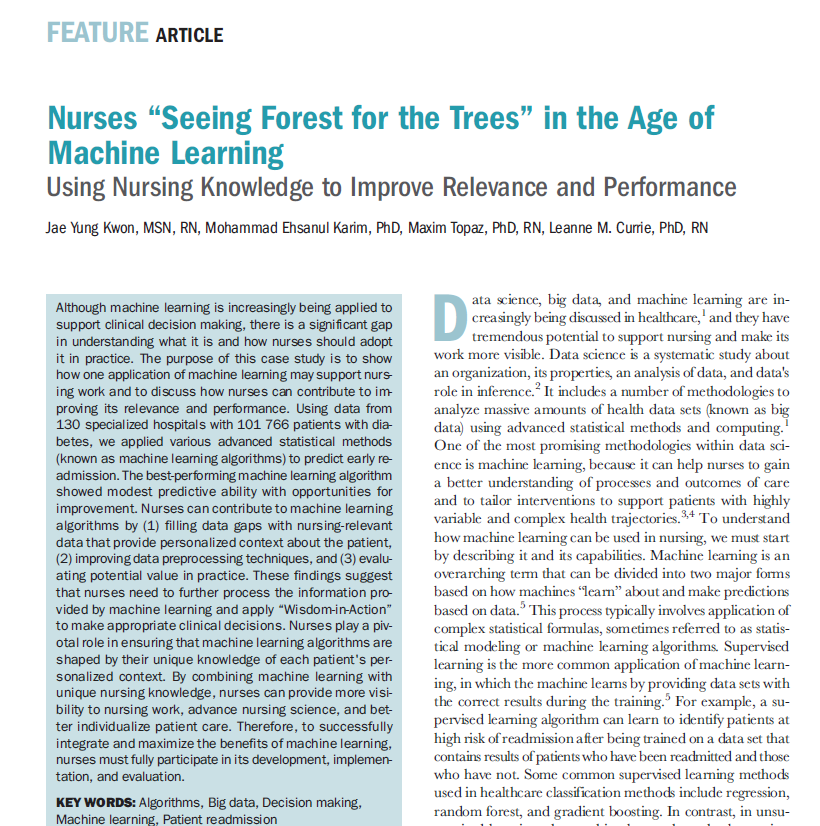 FEATURE ARTICLE
Nurses “Seeing Forest for the Trees” in the Age of
Machine Learning
Using Nursing Knowledge to Improve Relevance and Performance
Jae Yung Kwon, MSN, RN, Mohammad Ehsanul Karim, PhD, Maxim Topaz, PhD, RN, Leanne M. Currie, PhD, RN
Although machine learning is increasingly being applied to
support clinical decision making, there is a significant gap
in understanding what it is and how nurses should adopt
it in practice. The purpose of this case study is to show
how one application of machine learning may support nurs-
ing work and to discuss how nurses can contribute to im-
proving its relevance and performance. Using data from
130 specialized hospitals with 101 766 patients with dia-
betes, we applied various advanced statistical methods
(known as machine learning algorithms) to predict early re-
admission. The best-performing machine learning algorithm
showed modest predictive ability with opportunities for
improvement. Nurses can contribute to machine learning
algorithms by (1) filling data gaps with nursing-relevant
data that provide personalized context about the patient,
(2) improving data preprocessing techniques, and (3) evalu-
ating potential value in practice. These findings suggest
that nurses need to further process the information pro-
vided by machine learning and apply “Wisdom-in-Action”
to make appropriate clinical decisions. Nurses play a piv-
otal role in ensuring that machine learning algorithms are
shaped by their unique knowledge of each patient's per-
sonalized context. By combining machine learning with
unique nursing knowledge, nurses can provide more visi-
bility to nursing work, advance nursing science, and bet-
ter individualize patient care. Therefore, to successfully
integrate and maximize the benefits of machine learning,
nurses must fully participate in its development, implemen-
tation, and evaluation.
KEY WORDS: Algorithms, Big data, Decision making,
Machine learning, Patient readmission
Data science, big data, and machine learning are in-
creasingly being discussed in healthcare,1 and they have
tremendous potential to support nursing and make its
work more visible. Data science is a systematic study about
an organization, its properties, an analysis of data, and data's
role in inference.2 It includes a number of methodologies to
analyze massive amounts of health data sets (known as big
data) using advanced statistical methods and computing.1
One of the most promising methodologies within data sci-
ence is machine learning, because it can help nurses to gain
a better understanding of processes and outcomes of care
and to tailor interventions to support patients with highly
variable and complex health trajectories.3,4 To understand
how machine learning can be used in nursing, we must start
by describing it and its capabilities. Machine learning is an
overarching term that can be divided into two major forms
based on how machines “learn” about and make predictions
based on data.5 This process typically involves application of
complex statistical formulas, sometimes referred to as statis-
tical modeling or machine learning algorithms. Supervised
learning is the more common application of machine learn-
ing, in which the machine learns by providing data sets with
the correct results during the training.5 For example, a su-
pervised learning algorithm can learn to identify patients at
high risk of readmission after being trained on a data set that
contains results of patients who have been readmitted and those
who have not. Some common supervised learning methods
used in healthcare classification methods include regression,
random forest, and gradient boosting. In contrast, in unsu-